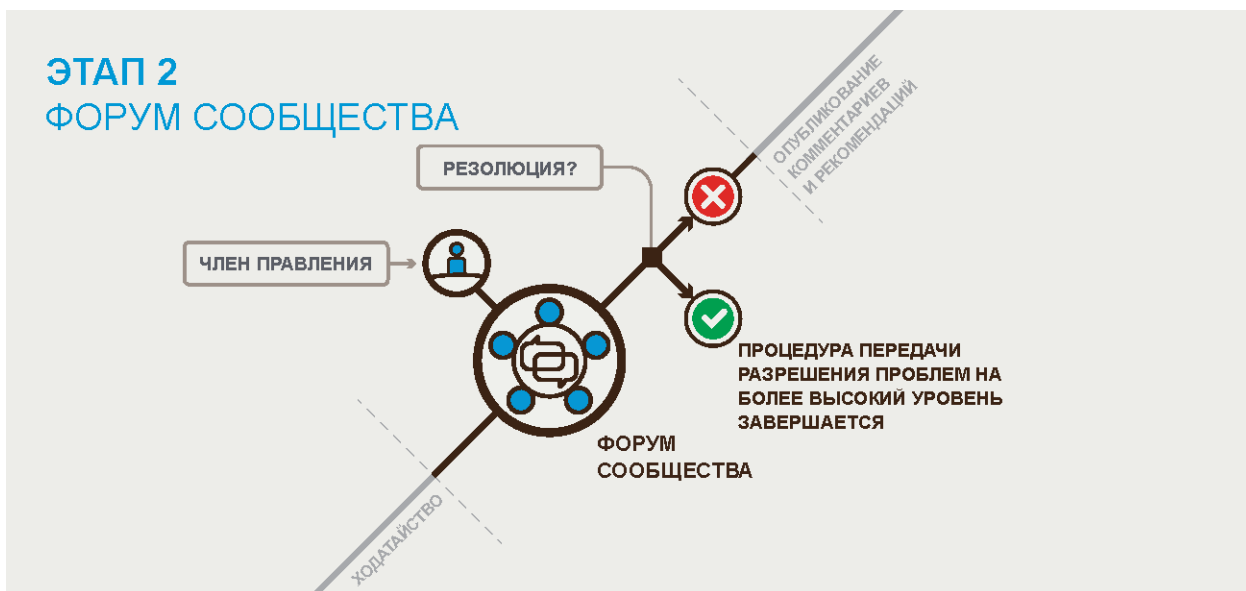 ЭТАП 2
ФОРУМ СООБЩЕСТВА
ОПУБЛИКОВАНИЕ
КОММЕНТАРИЕВ
И РЕКОМЕНДАЦИЙ
РЕЗОЛЮЦИЯ?
ЧЛЕН ПРАВЛЕНИЯ
ПРОЦЕДУРА ПЕРЕДАЧИ
РАЗРЕШЕНИЯ ПРОБЛЕМ НА
БОЛЕЕ ВЫСОКИЙ УРОВЕНЬ
ЗАВЕРШАЕТСЯ
ФОРУМ
СООБЩЕСТВА
ХОДАТАЙСТВО